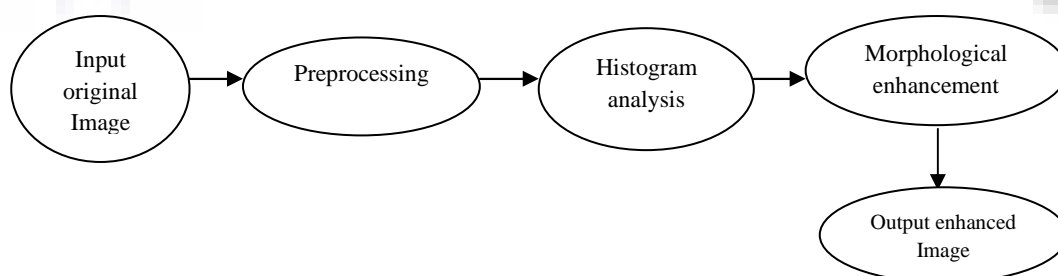 Input
original
Image
Preprocessing
Histogram
analysis
Morphological
enhancement
Output enhanced
Image